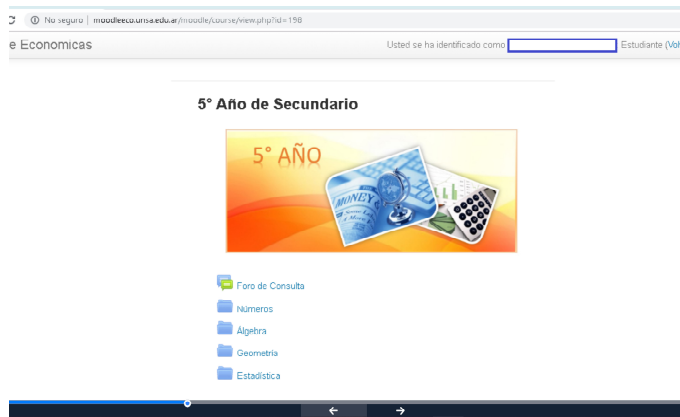 No seguro | moodleeco.unsa.edu.ar/moodle/course/view.php?id=198
e Economicas
Usted se ha identificado como Estudiante (Vol
5° Año de Secundario
5° AÑO
MONEY
Foro de Consulta
Números
Álgebra
Geometría
Estadística